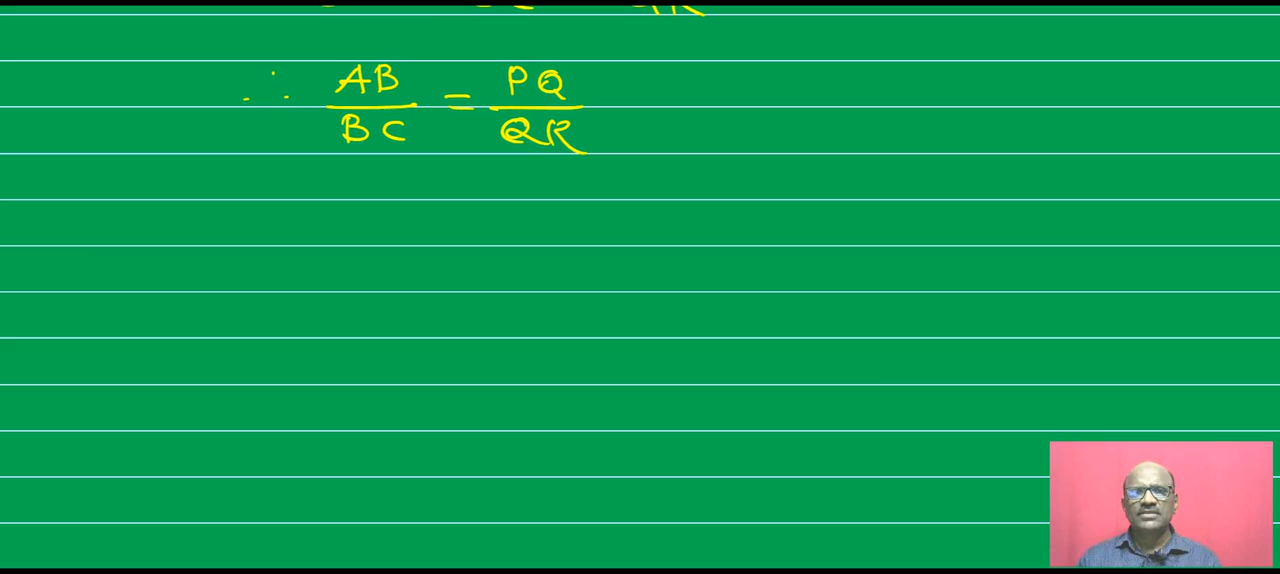 ∴ AB/BC = PQ/QR